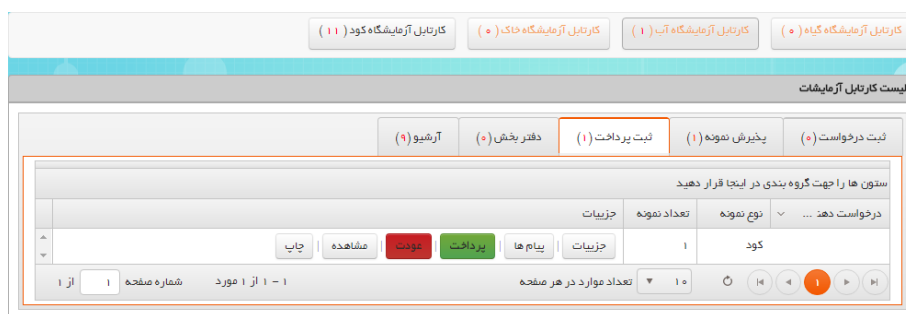 کارتابل آزمایشگاه گیاه ( ۰ ) کارتابل آزمایشگاه آب ( ۱ ) کارتابل آزمایشگاه خاک ( ۰ ) کارتابل آزمایشگاه کود ( ۱۱ )
لیست کارتابل آزمایشات
ثبت درخواست (۰) پذیرش نمونه (۱) ثبت پرداخت (۱) دفتر بخش (۰) آرشیو (۹)
ستون ها را جهت گروه بندی در اینجا قرار دهید
درخواست دهند ... نوع نمونه تعداد نمونه جزییات
کود ۱ جزییات | پیام ها | پرداخت | عودت | مشاهده | چاپ
۱ ۱۰ تعداد موارد در هر صفحه ۱ - ۱ از ۱ مورد شماره صفحه ۱ از ۱